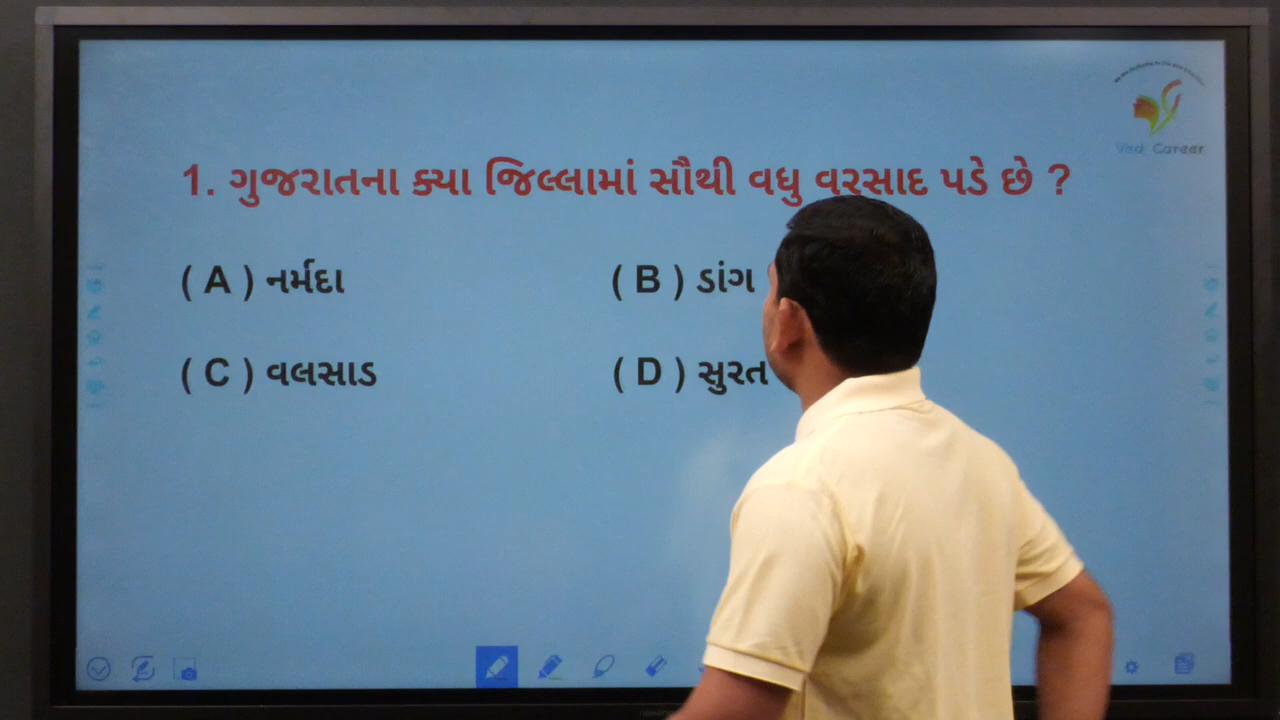 Ved Career
1. ગુજરાતના ક્યા જિલ્લામાં સૌથી વધુ વરસાદ પડે છે ?
( A ) નર્મદા
( B ) ડાંગ
( C ) વલસાડ
( D ) સુરત